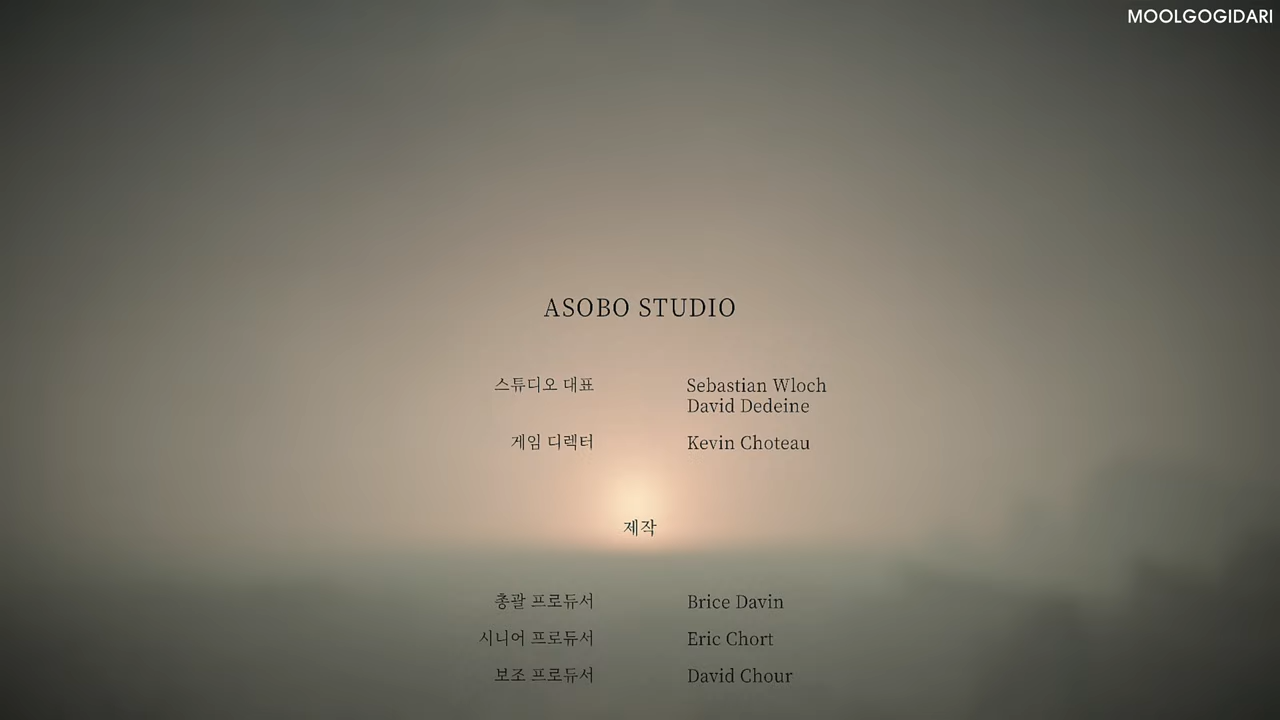 MOOLGOGIDARI
ASOBO STUDIO
스튜디오 대표 Sebastian Wloch
David Dedeine
게임 디렉터 Kevin Choteau
제작
총괄 프로듀서 Brice Davin
시니어 프로듀서 Eric Chort
보조 프로듀서 David Chour